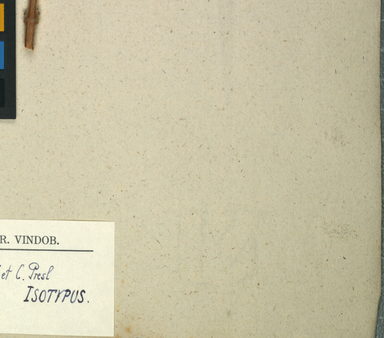 R. VINDOB.
et C. Presl
ISOTYPUS.